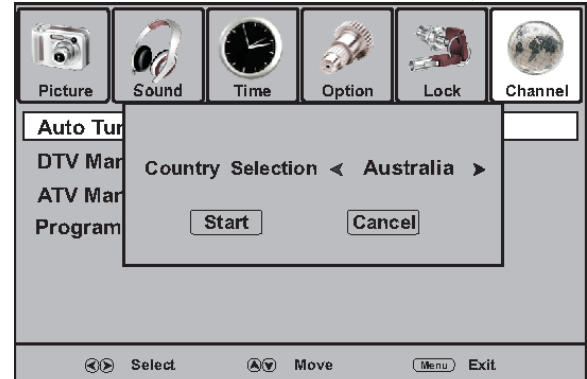 Picture Sound Time Option Lock Channel
Auto Tu
DTV Mar
ATV Mar
Program
Country Selection Australia
Start Cancel
Select Move Menu Exit